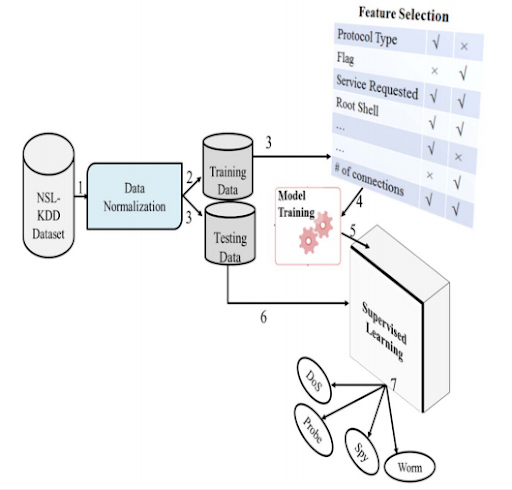 Feature Selection
Protocol Type √ ×
Flag × √
Service Requested √ √
Root Shell √ √
... √ ×
... × √
# of connections √ √
NSL-
KDD
Dataset
1
Data
Normalization
2
3
Training
Data
3
Testing
Data
Model
Training
4
5
6
Supervised
Learning
7
DoS
Probe
Spy
Worm